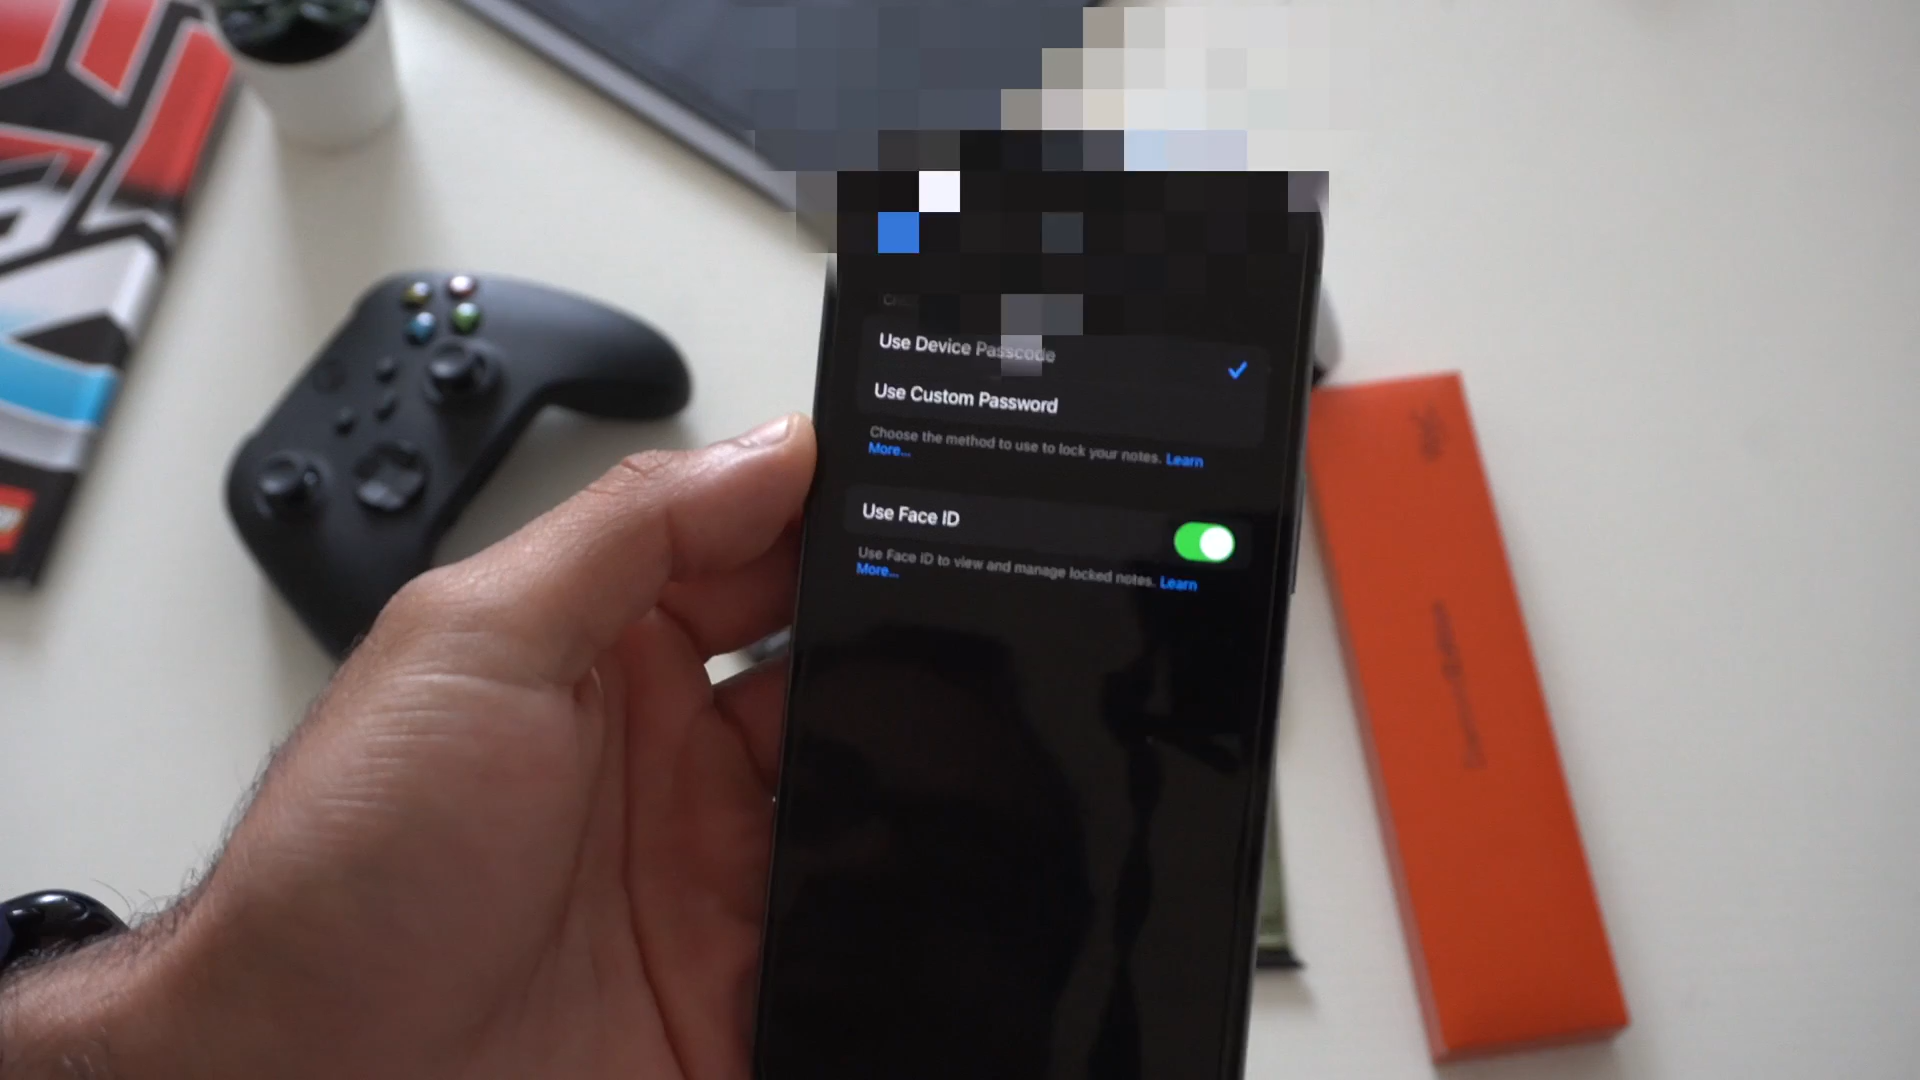 Use Device Passcode
Use Custom Password
Choose the method to use to lock your notes. Learn
More...
Use Face ID
Use Face ID to view and manage locked notes. Learn
More...